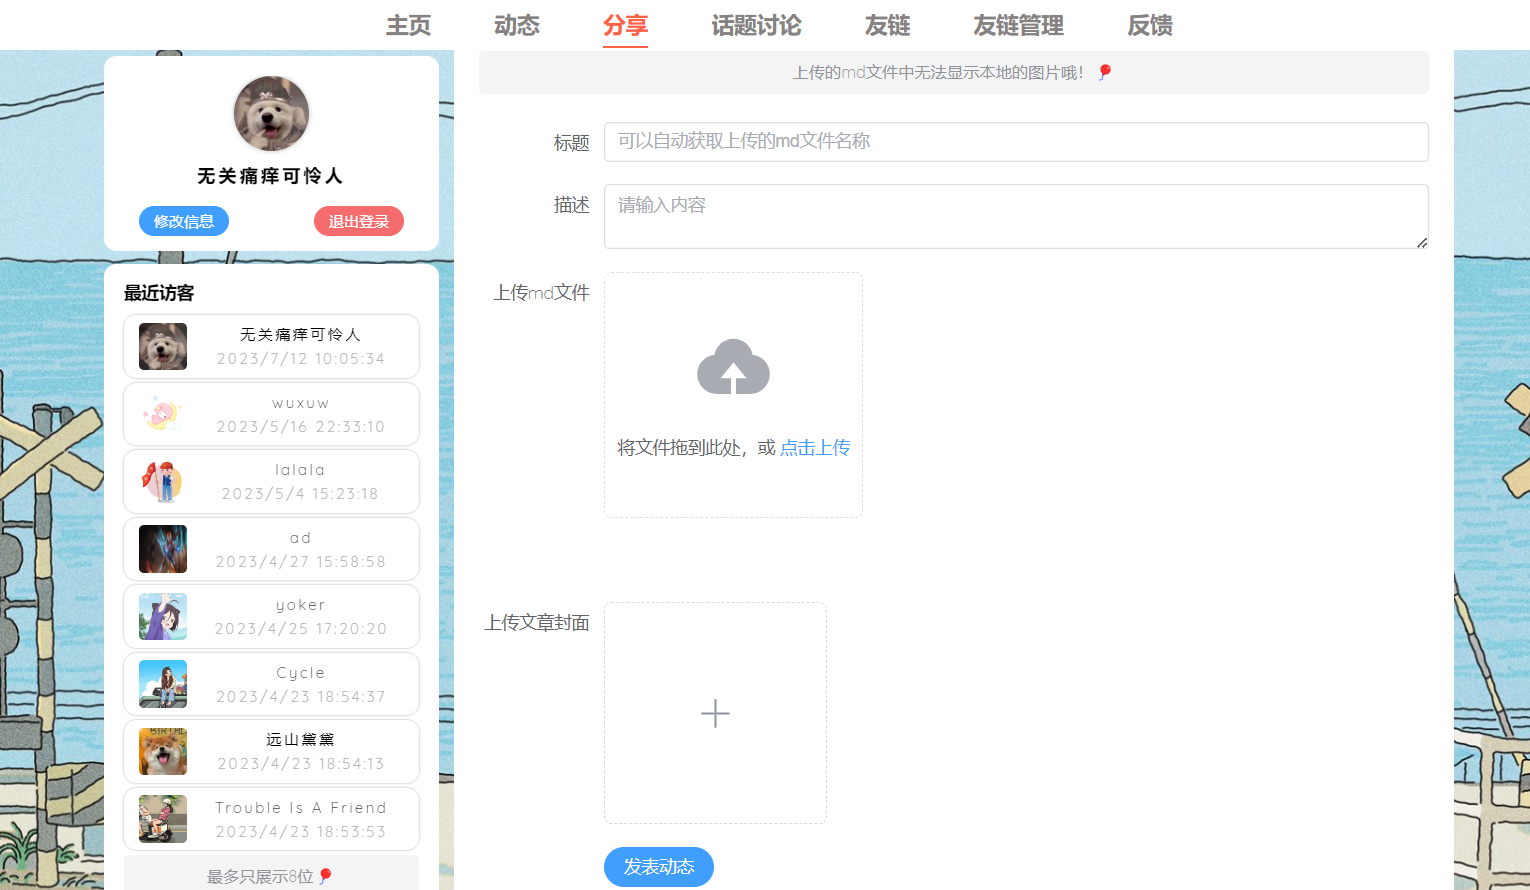 主页 动态 分享 话题讨论 友链 友链管理 反馈
无关痛痒可怜人
修改信息 退出登录
最近访客
无关痛痒可怜人
2023/7/12 10:05:34
wuxuw
2023/5/16 22:33:10
lalala
2023/5/4 15:23:18
ad
2023/4/27 15:58:58
yoker
2023/4/25 17:20:20
Cycle
2023/4/23 18:54:37
远山黛黛
2023/4/23 18:54:13
Trouble Is A Friend
2023/4/23 18:53:53
最多只展示8位
上传的md文件中无法显示本地的图片哦！
标题 可以自动获取上传的md文件名称
描述 请输入内容
上传md文件
将文件拖到此处，或 点击上传
上传文章封面
发表动态